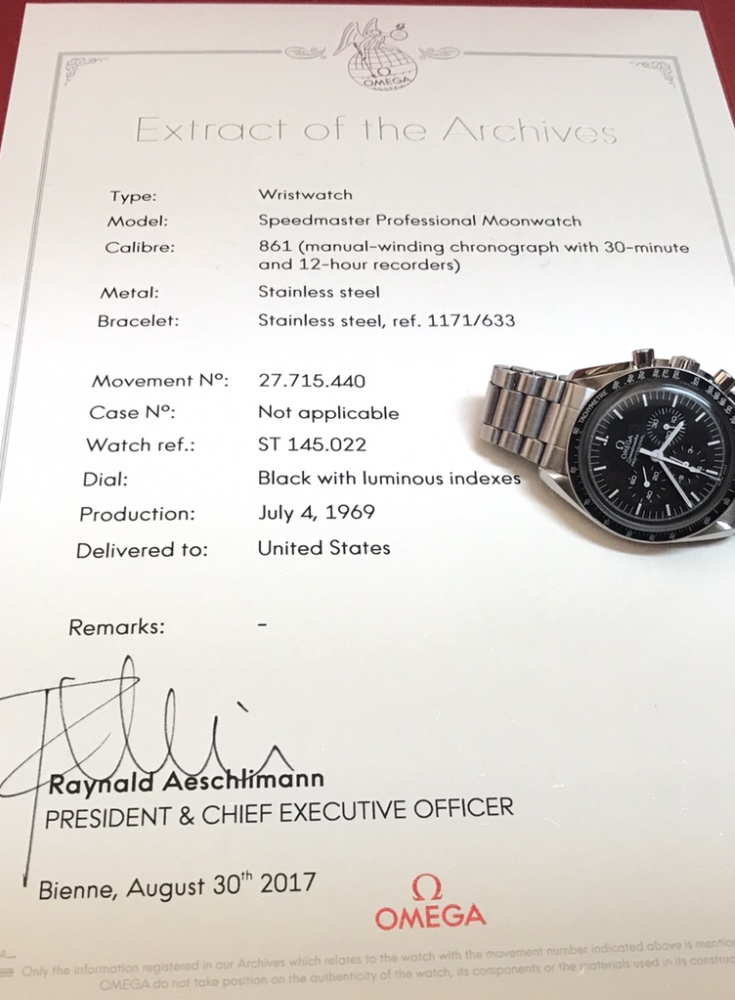 OMEGA
Extract of the Archives
Type: Wristwatch
Model: Speedmaster Professional Moonwatch
Calibre: 861 (manual-winding chronograph with 30-minute
and 12-hour recorders)
Metal: Stainless steel
Bracelet: Stainless steel, ref. 1171/633
Movement Nº: 27.715.440
Case Nº: Not applicable
Watch ref.: ST 145.022
Dial: Black with luminous indexes
Production: July 4, 1969
Delivered to: United States
Remarks: -
TACHYMETRE
Ω
OMEGA
Raynald Aeschlimann
PRESIDENT & CHIEF EXECUTIVE OFFICER
Bienne, August 30th 2017
Ω
OMEGA
Only the information registered in our Archives which relates to the watch with the movement number indicated above is
OMEGA do not take position on the authenticity of the watch, its components or the materials used in its